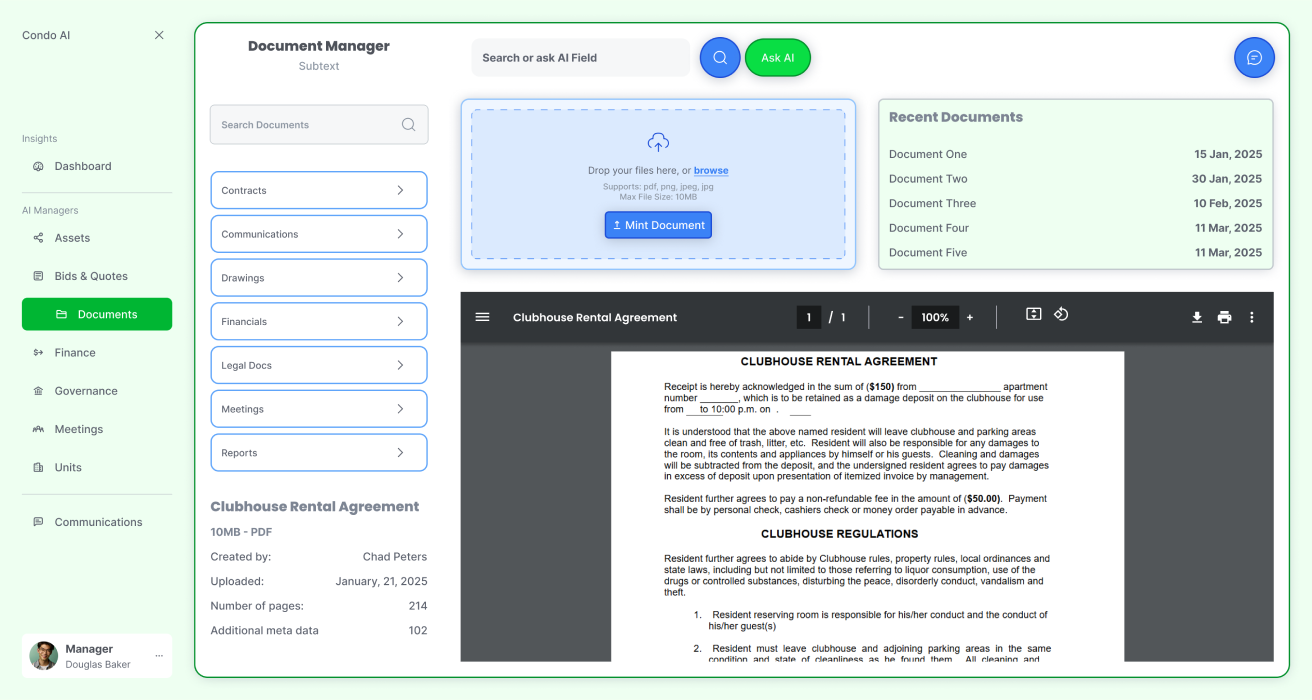 Condo AI
Insights
Dashboard
AI Managers
Assets
Bids & Quotes
Documents
Finance
Governance
Meetings
Units
Communications
Manager
Douglas Baker
Document Manager
Subtext
Search Documents
Contracts
Communications
Drawings
Financials
Legal Docs
Meetings
Reports
Clubhouse Rental Agreement
10MB - PDF
Created by: Chad Peters
Uploaded: January, 21, 2025
Number of pages: 214
Additional meta data 102
Search or ask AI Field
Ask AI
Drop your files here, or browse
Supports: pdf, png, jpeg, jpg
Max File Size: 10MB
Mint Document
Recent Documents
Document One 15 Jan, 2025
Document Two 30 Jan, 2025
Document Three 10 Feb, 2025
Document Four 11 Mar, 2025
Document Five 11 Mar, 2025
Clubhouse Rental Agreement 1 / 1 - 100% +
CLUBHOUSE RENTAL AGREEMENT
Receipt is hereby acknowledged in the sum of ($150) from _______________ apartment
number _______, which is to be retained as a damage deposit on the clubhouse for use
from ___to 10:00 p.m. on . ____
It is understood that the above named resident will leave clubhouse and parking areas
clean and free of trash, litter, etc. Resident will also be responsible for any damages to
the room, its contents and appliances by himself or his guests. Cleaning and damages
will be subtracted from the deposit, and the undersigned resident agrees to pay damages
in excess of deposit upon presentation of itemized invoice by management.
Resident further agrees to pay a non-refundable fee in the amount of ($50.00). Payment
shall be by personal check, cashiers check or money order payable in advance.
CLUBHOUSE REGULATIONS
Resident further agrees to abide by Clubhouse rules, property rules, local ordinances and
state laws, including but not limited to those referring to liquor consumption, use of the
drugs or controlled substances, disturbing the peace, disorderly conduct, vandalism and
theft.
1. Resident reserving room is responsible for his/her conduct and the conduct of
his/her guest(s)
2. Resident must leave clubhouse and adjoining parking areas in the same
condition and state of cleanliness as be found them. All cleaning and